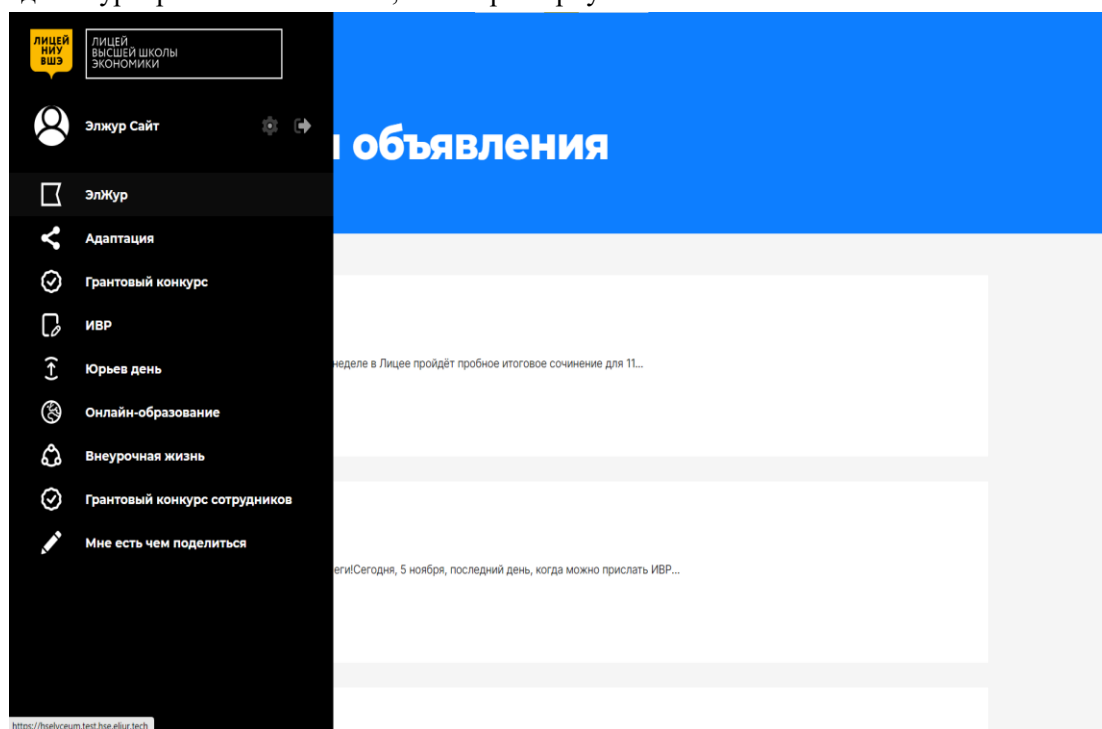 ЛИЦЕЙ
НИУ
ВШЭ
ЛИЦЕЙ
ВЫСШЕЙ ШКОЛЫ
ЭКОНОМИКИ
Элжур Сайт
объявления
ЭлЖур
Адаптация
Грантовый конкурс
ИВР
Юрьев день
Онлайн-образование
Внеурочная жизнь
Грантовый конкурс сотрудников
Мне есть чем поделиться
неделе в Лицее пройдёт пробное итоговое сочинение для 11...
еги!Сегодня, 5 ноября, последний день, когда можно прислать ИВР...
https://hselyceum.test.hse.eljur.tech